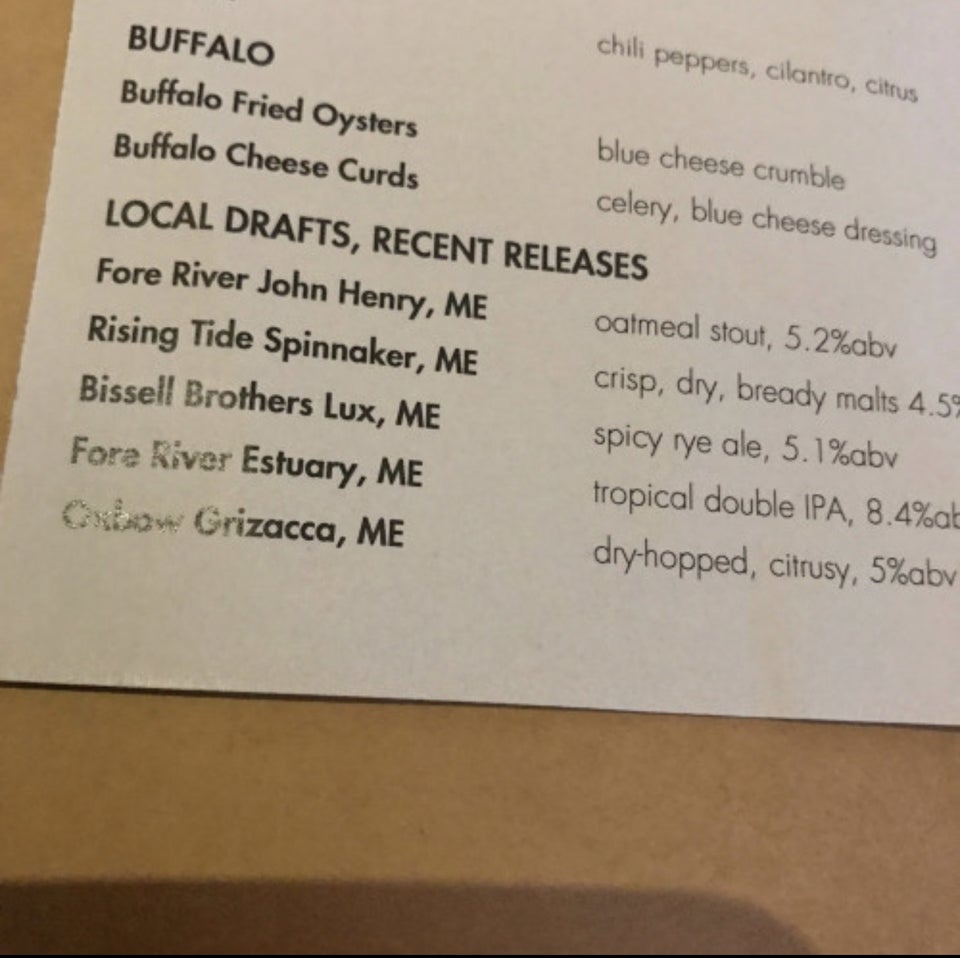 chili peppers, cilantro, citrus
BUFFALO
Buffalo Fried Oysters blue cheese crumble
Buffalo Cheese Curds celery, blue cheese dressing
LOCAL DRAFTS, RECENT RELEASES
Fore River John Henry, ME oatmeal stout, 5.2%abv
Rising Tide Spinnaker, ME crisp, dry, bready malts 4.5%
Bissell Brothers Lux, ME spicy rye ale, 5.1%abv
Fore River Estuary, ME tropical double IPA, 8.4%ab
Oxbow Grizacca, ME dry-hopped, citrusy, 5%abv